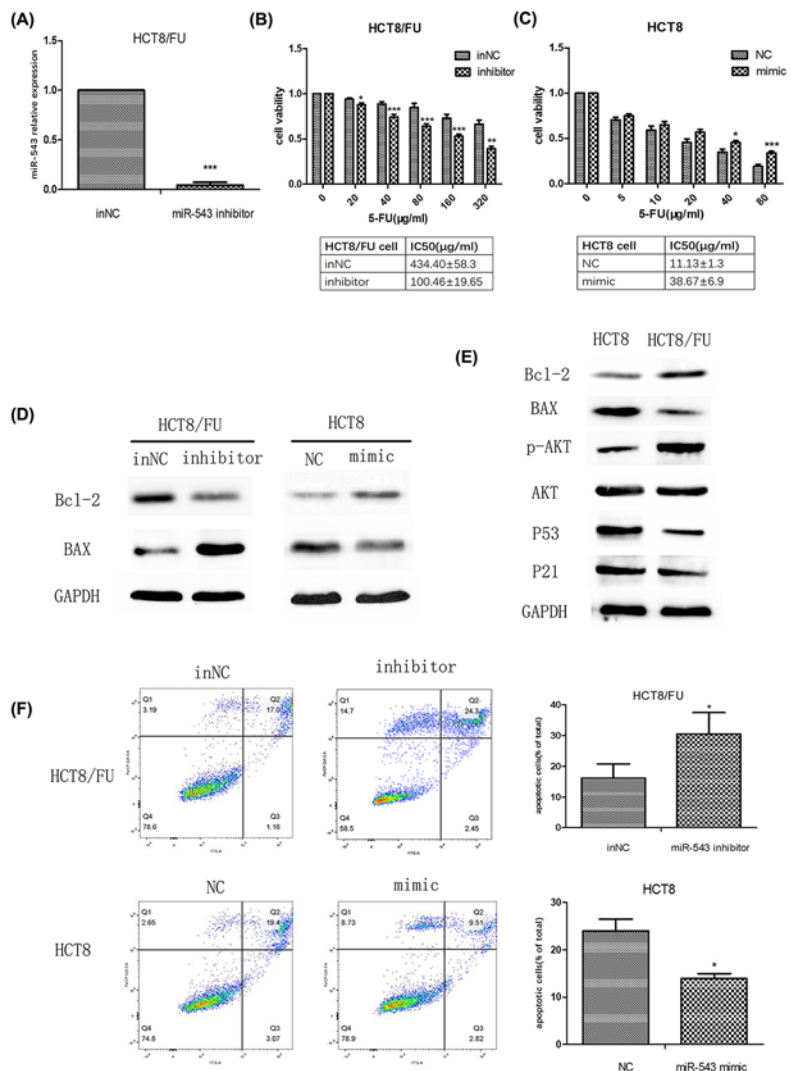 (A)
HCT8/FU
miR-543 relative expression
1.5
1.0
0.5
0.0
***
inNC
miR-543 inhibitor
(B)
HCT8/FU
inNC
inhibitor
cell viability
1.5
1.0
0.5
0.0
*
***
***
***
**
0
20
40
80
160
320
5-FU(μg/ml)
HCT8/FU cell IC50(μg/ml)
inNC 434.40±58.3
inhibitor 100.46±19.65
(C)
HCT8
NC
mimic
cell viability
1.5
1.0
0.5
0.0
*
***
0
5
10
20
40
80
5-FU(μg/ml)
HCT8 cell IC50(μg/ml)
NC 11.13±1.3
mimic 38.67±6.9
(D)
HCT8/FU
HCT8
inNC inhibitor
NC mimic
Bcl-2
BAX
GAPDH
(E)
HCT8 HCT8/FU
Bcl-2
BAX
p-AKT
AKT
P53
P21
GAPDH
(F)
inNC
inhibitor
HCT8/FU
Q1
3.19
Q2
17.0
Q4
78.6
Q3
1.16
Q1
14.7
Q2
24.3
Q4
58.5
Q3
2.45
HCT8/FU
apoptotic cells(% of total)
40
30
20
10
0
*
inNC
miR-543 inhibitor
NC
mimic
HCT8
Q1
2.65
Q2
19.4
Q4
74.8
Q3
3.07
Q1
8.73
Q2
9.51
Q4
78.9
Q3
2.82
HCT8
apoptotic cells(% of total)
30
20
10
0
*
NC
miR-543 mimic